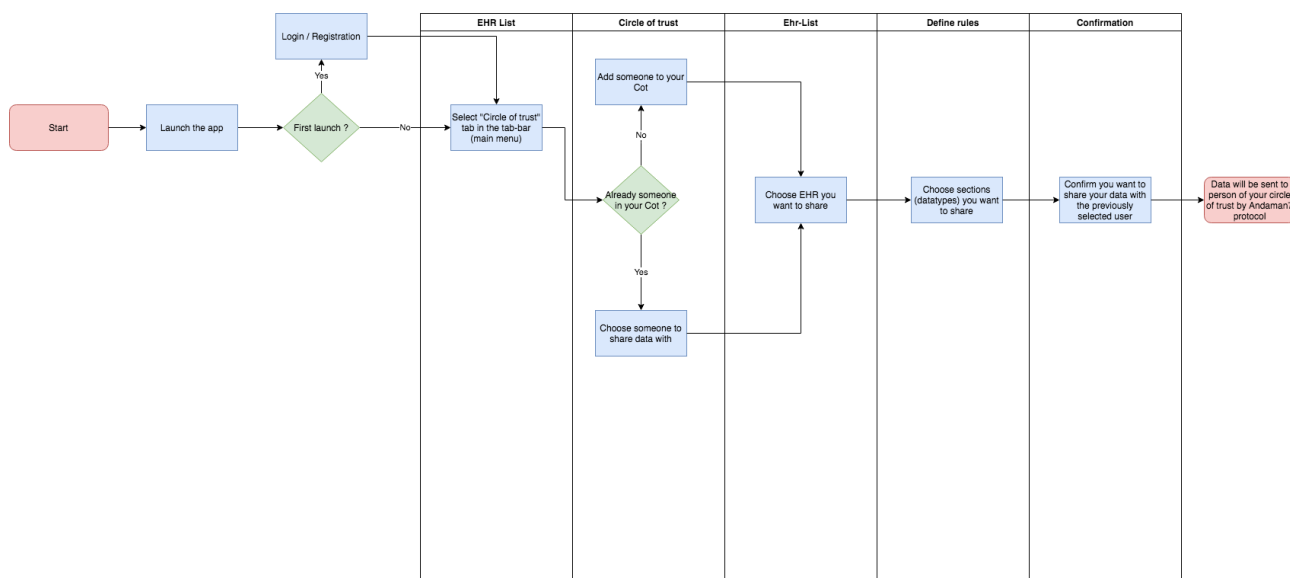 EHR List
Circle of trust
Ehr-List
Define rules
Confirmation
Login / Registration
Yes
Start
Launch the app
First launch ?
No
Select "Circle of trust"
tab in the tab-bar
(main menu)
Add someone to your
Cot
No
Already someone
in your Cot ?
Yes
Choose someone to
share data with
Choose EHR you
want to share
Choose sections
(datatypes) you want
to share
Confirm you want to
share your data with
the previously
selected user
Data will be sent to
person of your circle
of trust by Andaman7
protocol